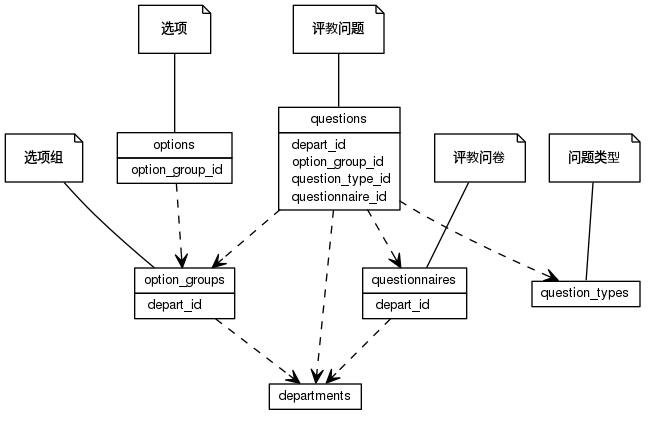 选项
评教问题
options
option_group_id
questions
depart_id
option_group_id
question_type_id
questionnaire_id
选项组
评教问卷
问题类型
option_groups
depart_id
questionnaires
depart_id
question_types
departments